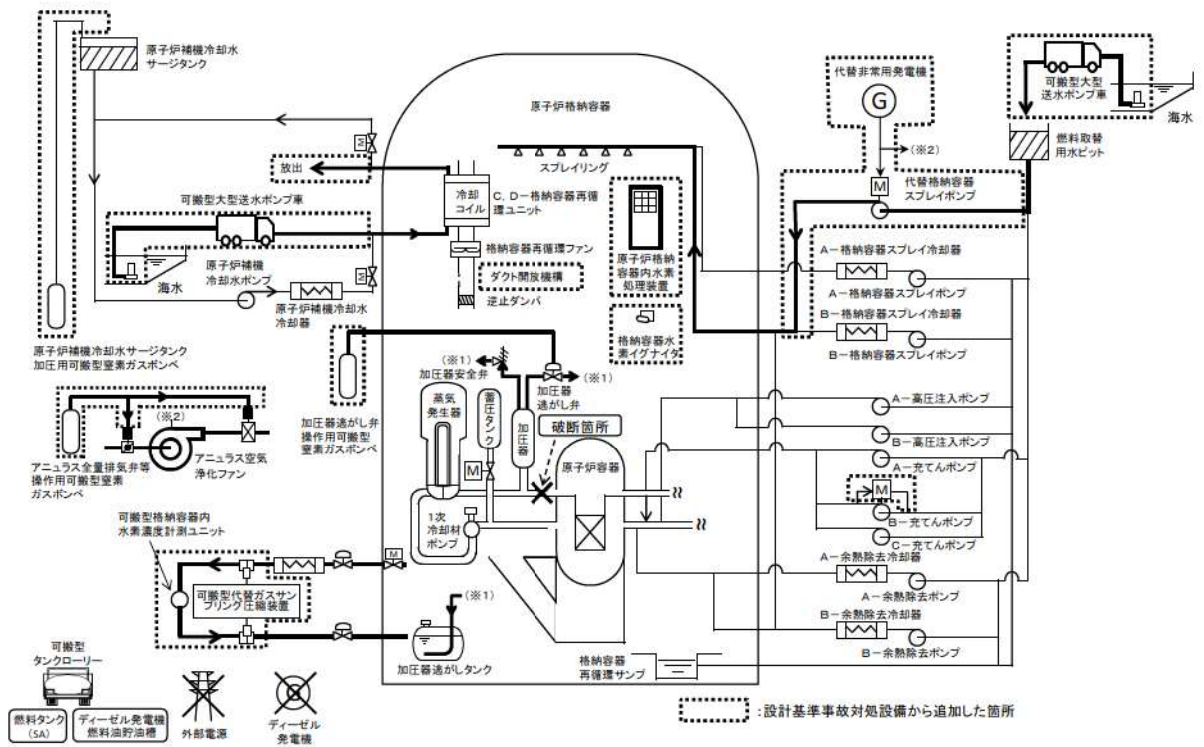 原子炉補機冷却水
サージタンク
原子炉格納容器
代替非常用発電機
G
(※2)
M
可搬型大型
送水ポンプ車
海水
燃料取替
用水ピット
M
放出
スプレイリング
冷却
コイル
C,D-格納容器再循
環ユニット
代替格納容器
スプレイポンプ
可搬型大型送水ポンプ車
格納容器再循環ファン
ダクト開放機構
逆止ダンパ
原子炉格納
容器内水素
処理装置
A-格納容器スプレイ冷却器
A-格納容器スプレイポンプ
海水
原子炉補機
冷却水ポンプ
M
原子炉補機冷却水
冷却器
格納容器水
素イグナイタ
B-格納容器スプレイ冷却器
B-格納容器スプレイポンプ
原子炉補機冷却水サージタンク
加圧用可搬型窒素ガスボンベ
(※1)
加圧器安全弁
(※1)
加圧器
逃がし弁
蒸気
発生器
蓄圧タンク
加圧器
破断箇所
原子炉容器
M
加圧器逃がし弁
操作用可搬型
窒素ガスボンベ
A-高圧注入ポンプ
B-高圧注入ポンプ
A-充てんポンプ
M
B-充てんポンプ
C-充てんポンプ
(※2)
アニュラス空気
浄化ファン
アニュラス全量排気弁等
操作用可搬型窒素
ガスボンベ
1次
冷却材
ポンプ
可搬型格納容器内
水素濃度計測ユニット
M
可搬型代替ガスサン
プリング圧縮装置
(※1)
加圧器逃がしタンク
A-余熱除去冷却器
A-余熱除去ポンプ
B-余熱除去冷却器
B-余熱除去ポンプ
格納容器
再循環サンプ
可搬型
タンクローリー
燃料タンク
(SA)
ディーゼル発電機
燃料油貯油槽
外部電源
ディーゼル
発電機
:設計基準事故対処設備から追加した箇所